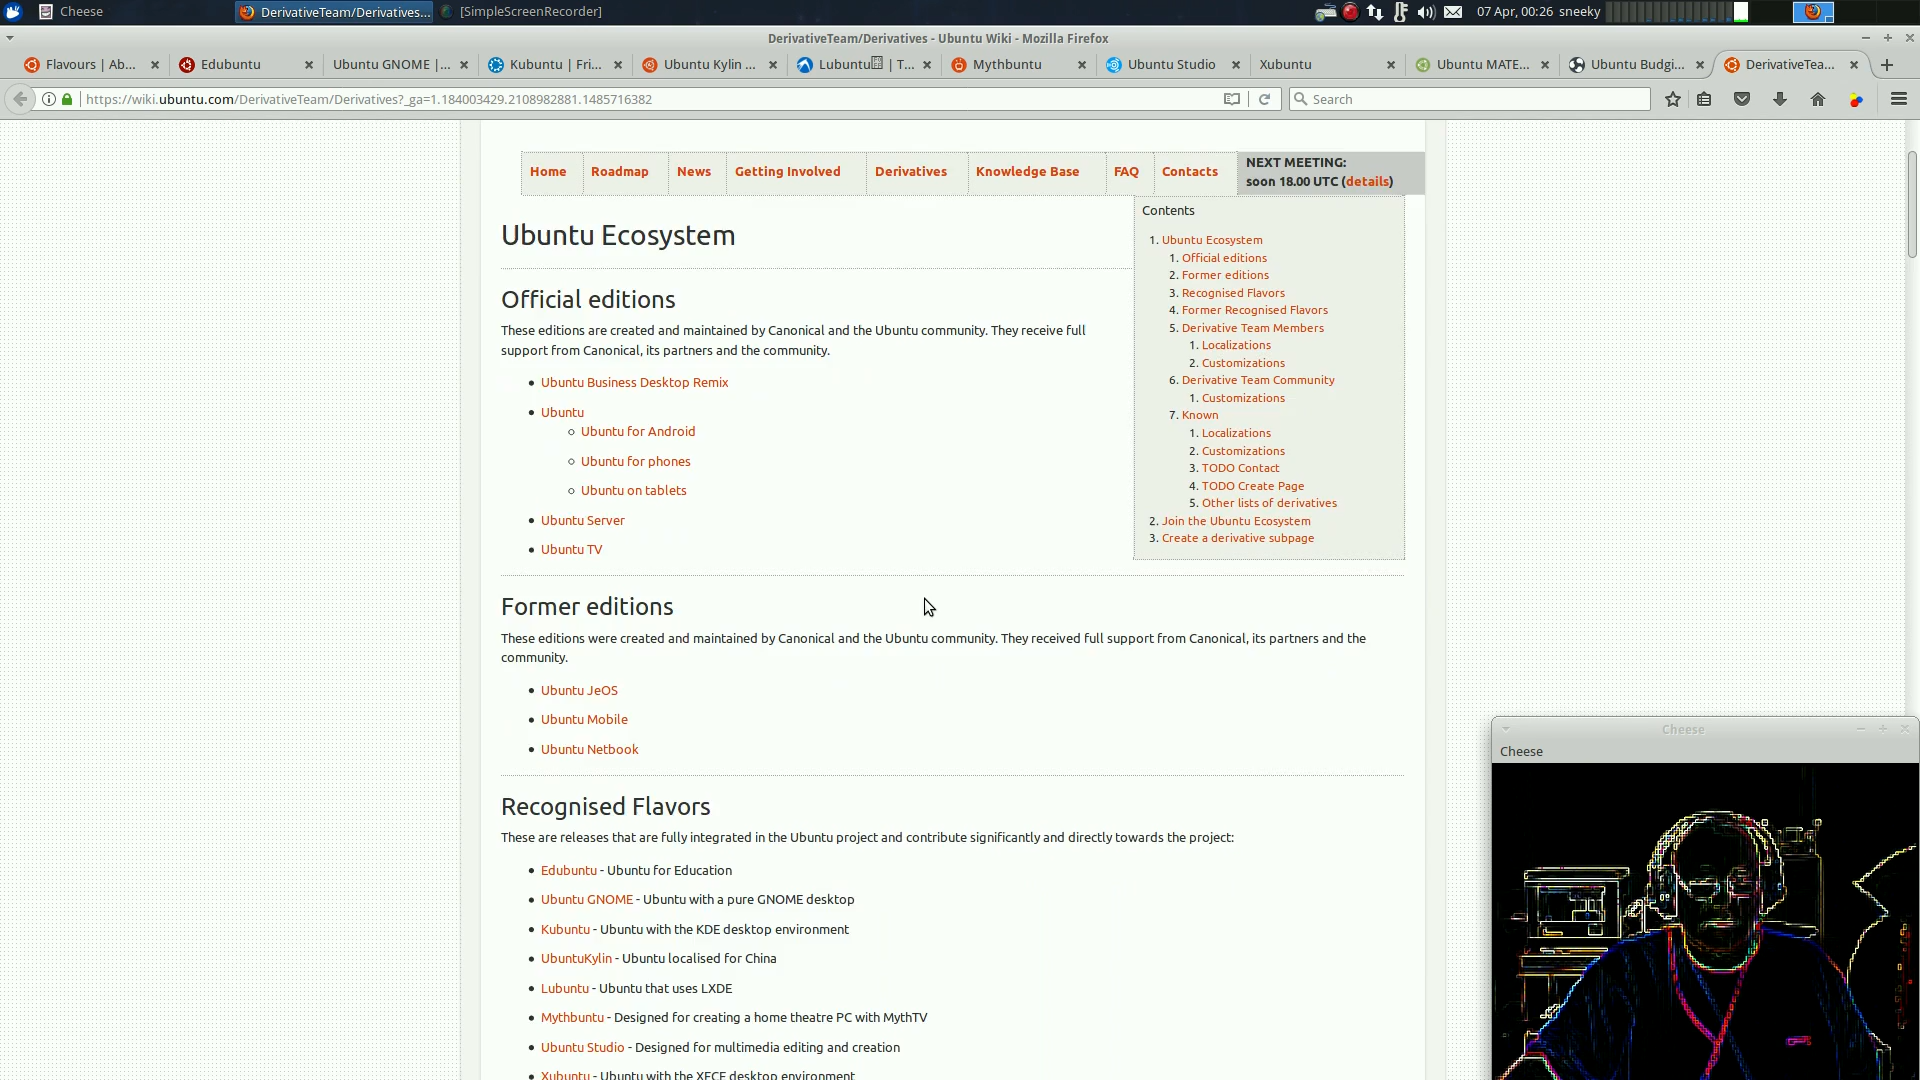 Cheese
DerivativeTeam/Derivatives...
[SimpleScreenRecorder]
07 Apr, 00:26 sneeky
DerivativeTeam/Derivatives - Ubuntu Wiki - Mozilla Firefox
Flavours | Ab...
Edubuntu
Ubuntu GNOME |...
Kubuntu | Fri...
Ubuntu Kylin ...
Lubuntu | T...
Mythbuntu
Ubuntu Studio
Xubuntu
Ubuntu MATE...
Ubuntu Budgi...
DerivativeTea...
https://wiki.ubuntu.com/DerivativeTeam/Derivatives?_ga=1.184003429.2108982881.1485716382
Search
Home
Roadmap
News
Getting Involved
Derivatives
Knowledge Base
FAQ
Contacts
NEXT MEETING:
soon 18.00 UTC (details)
Contents
1. Ubuntu Ecosystem
1. Official editions
2. Former editions
3. Recognised Flavors
4. Former Recognised Flavors
5. Derivative Team Members
1. Localizations
2. Customizations
6. Derivative Team Community
1. Customizations
7. Known
1. Localizations
2. Customizations
3. TODO Contact
4. TODO Create Page
5. Other lists of derivatives
2. Join the Ubuntu Ecosystem
3. Create a derivative subpage
Ubuntu Ecosystem
Official editions
These editions are created and maintained by Canonical and the Ubuntu community. They receive full
support from Canonical, its partners and the community.
Ubuntu Business Desktop Remix
Ubuntu
Ubuntu for Android
Ubuntu for phones
Ubuntu on tablets
Ubuntu Server
Ubuntu TV
Former editions
These editions were created and maintained by Canonical and the Ubuntu community. They received full support from Canonical, its partners and the
community.
Ubuntu JeOS
Ubuntu Mobile
Ubuntu Netbook
Recognised Flavors
These are releases that are fully integrated in the Ubuntu project and contribute significantly and directly towards the project:
Edubuntu - Ubuntu for Education
Ubuntu GNOME - Ubuntu with a pure GNOME desktop
Kubuntu - Ubuntu with the KDE desktop environment
UbuntuKylin - Ubuntu localised for China
Lubuntu - Ubuntu that uses LXDE
Mythbuntu - Designed for creating a home theatre PC with MythTV
Ubuntu Studio - Designed for multimedia editing and creation
Xubuntu - Ubuntu with the XFCE desktop environment
Cheese
Cheese